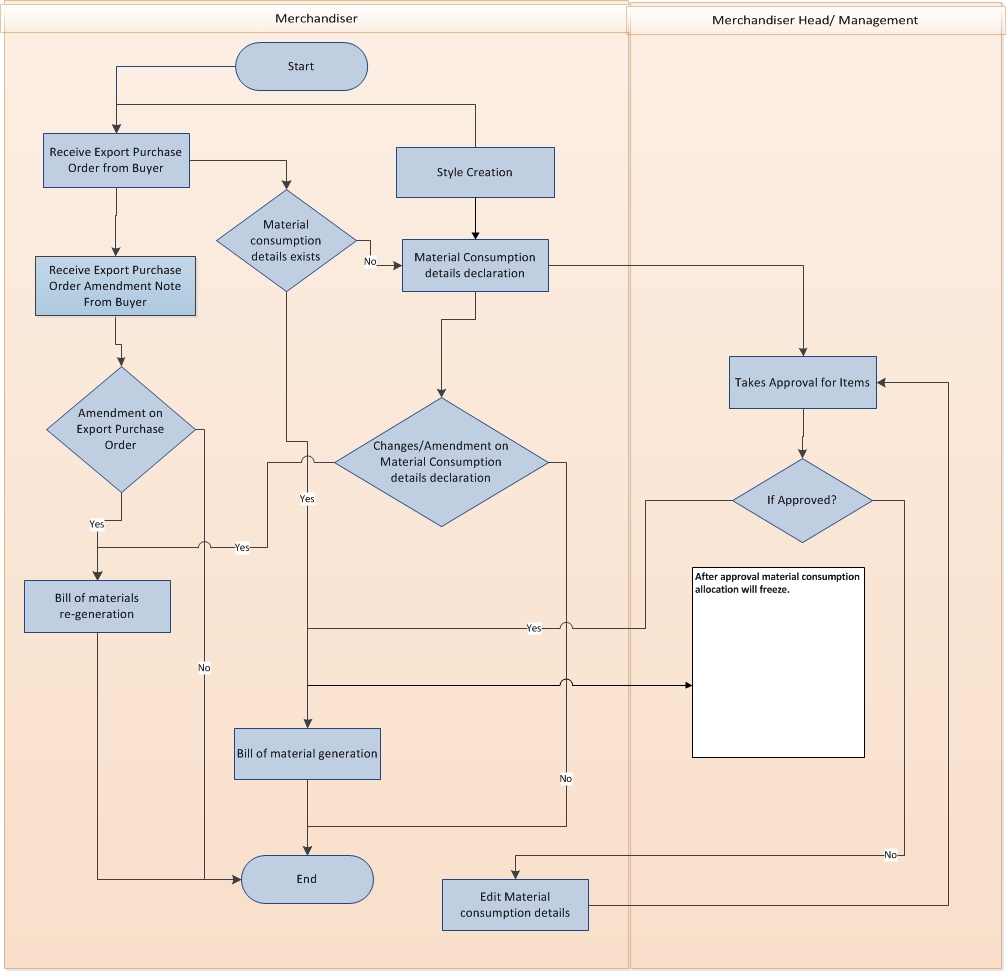 Merchandiser
Merchandiser Head/ Management
Start
Receive Export Purchase
Order from Buyer
Style Creation
Material
consumption
details exists
No
Material Consumption
details declaration
Receive Export Purchase
Order Amendment Note
From Buyer
Takes Approval for Items
Amendment on
Export Purchase
Order
Changes/Amendment on
Material Consumption
details declaration
If Approved?
Yes
Yes
Yes
After approval material consumption
allocation will freeze.
Bill of materials
re-generation
Yes
No
Bill of material generation
No
No
End
Edit Material
consumption details